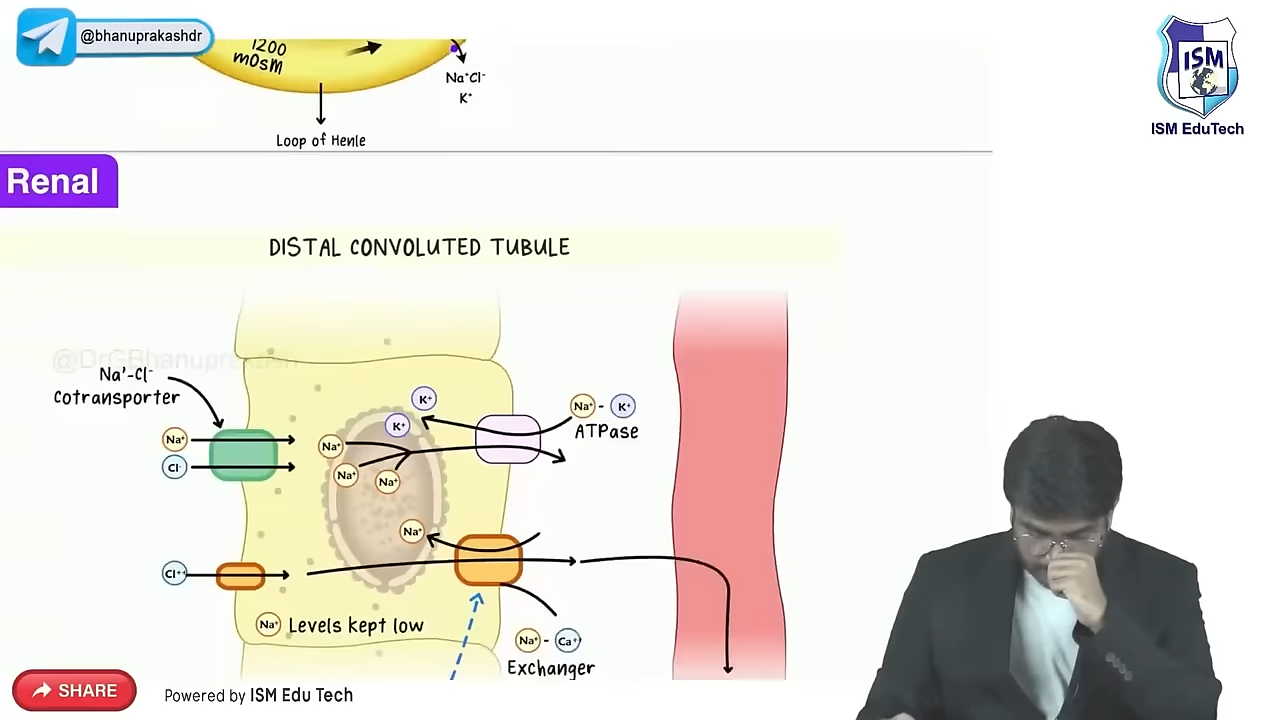 @bhanuprakashdr
ISM
ISM EduTech
1200
mOsM
Na⁺Cl⁻
K⁺
Loop of Henle
Renal
DISTAL CONVOLUTED TUBULE
@DrGBhanuprakash
Na⁺-Cl⁻
Cotransporter
Na⁺
Cl⁻
K⁺
K⁺
Na⁺
Na⁺
Na⁺
Na⁺ - K⁺
ATPase
Na⁺
Cl⁺⁺
Na⁺ Levels kept low
Na⁺ - Ca⁺
Exchanger
SHARE
Powered by ISM Edu Tech